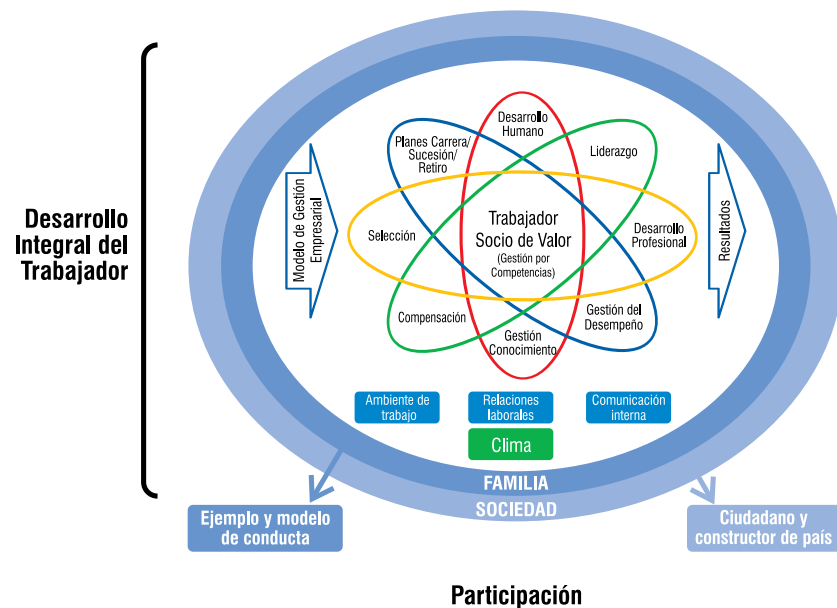 Desarrollo
Integral del
Trabajador
Modelo de Gestión
Empresarial
Planes Carrera/
Sucesión/
Retiro
Desarrollo
Humano
Liderazgo
Selección
Trabajador
Socio de Valor
(Gestión por
Competencias)
Desarrollo
Profesional
Resultados
Compensación
Gestión
Conocimiento
Gestión del
Desempeño
Ambiente de
trabajo
Relaciones
laborales
Comunicación
interna
Clima
FAMILIA
SOCIEDAD
Ejemplo y modelo
de conducta
Ciudadano y
constructor de país
Participación